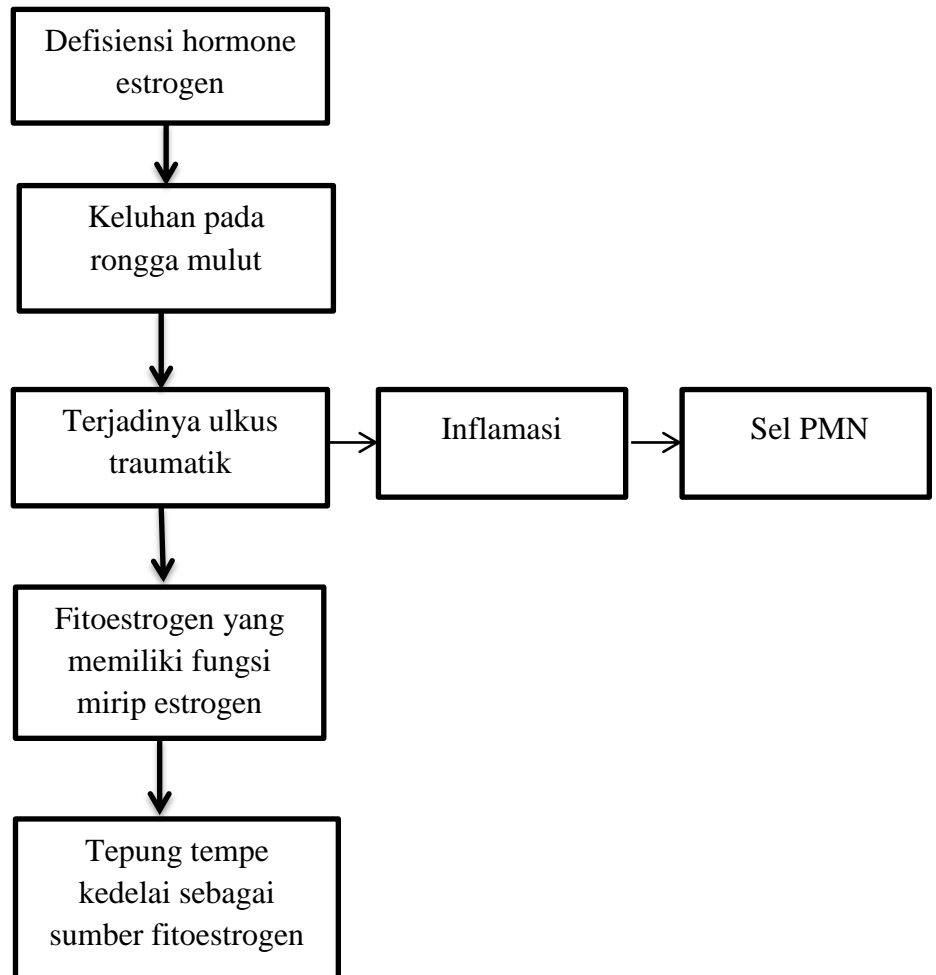 Defisiensi hormone
estrogen
Keluhan pada
rongga mulut
Terjadinya ulkus
traumatik
Inflamasi
Sel PMN
Fitoestrogen yang
memiliki fungsi
mirip estrogen
Tepung tempe
kedelai sebagai
sumber fitoestrogen